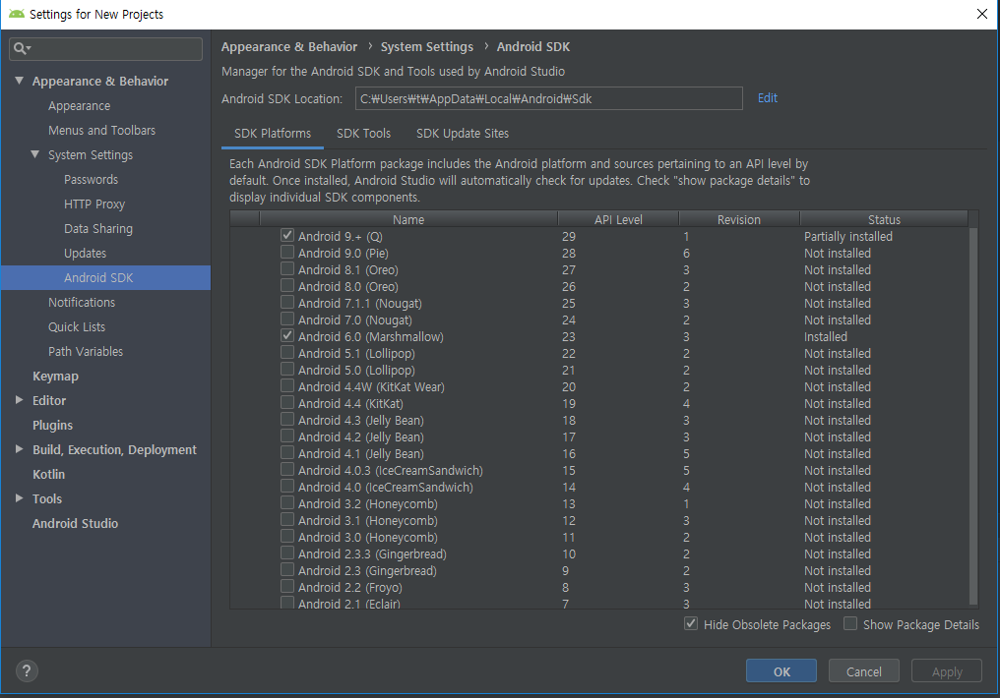 Settings for New Projects
Appearance & Behavior
Appearance
Menus and Toolbars
System Settings
Passwords
HTTP Proxy
Data Sharing
Updates
Android SDK
Notifications
Quick Lists
Path Variables
Keymap
Editor
Plugins
Build, Execution, Deployment
Kotlin
Tools
Android Studio
Appearance & Behavior › System Settings › Android SDK
Manager for the Android SDK and Tools used by Android Studio
Android SDK Location: C:₩Users₩t₩AppData₩Local₩Android₩Sdk Edit
SDK Platforms SDK Tools SDK Update Sites
Each Android SDK Platform package includes the Android platform and sources pertaining to an API level by
default. Once installed, Android Studio will automatically check for updates. Check "show package details" to
display individual SDK components.
Name API Level Revision Status
Android 9.+ (Q) 29 1 Partially installed
Android 9.0 (Pie) 28 6 Not installed
Android 8.1 (Oreo) 27 3 Not installed
Android 8.0 (Oreo) 26 2 Not installed
Android 7.1.1 (Nougat) 25 3 Not installed
Android 7.0 (Nougat) 24 2 Not installed
Android 6.0 (Marshmallow) 23 3 Installed
Android 5.1 (Lollipop) 22 2 Not installed
Android 5.0 (Lollipop) 21 2 Not installed
Android 4.4W (KitKat Wear) 20 2 Not installed
Android 4.4 (KitKat) 19 4 Not installed
Android 4.3 (Jelly Bean) 18 3 Not installed
Android 4.2 (Jelly Bean) 17 3 Not installed
Android 4.1 (Jelly Bean) 16 5 Not installed
Android 4.0.3 (IceCreamSandwich) 15 5 Not installed
Android 4.0 (IceCreamSandwich) 14 4 Not installed
Android 3.2 (Honeycomb) 13 1 Not installed
Android 3.1 (Honeycomb) 12 3 Not installed
Android 3.0 (Honeycomb) 11 2 Not installed
Android 2.3.3 (Gingerbread) 10 2 Not installed
Android 2.3 (Gingerbread) 9 2 Not installed
Android 2.2 (Froyo) 8 3 Not installed
Android 2.1 (Eclair) 7 3 Not installed
Hide Obsolete Packages Show Package Details
? OK Cancel Apply